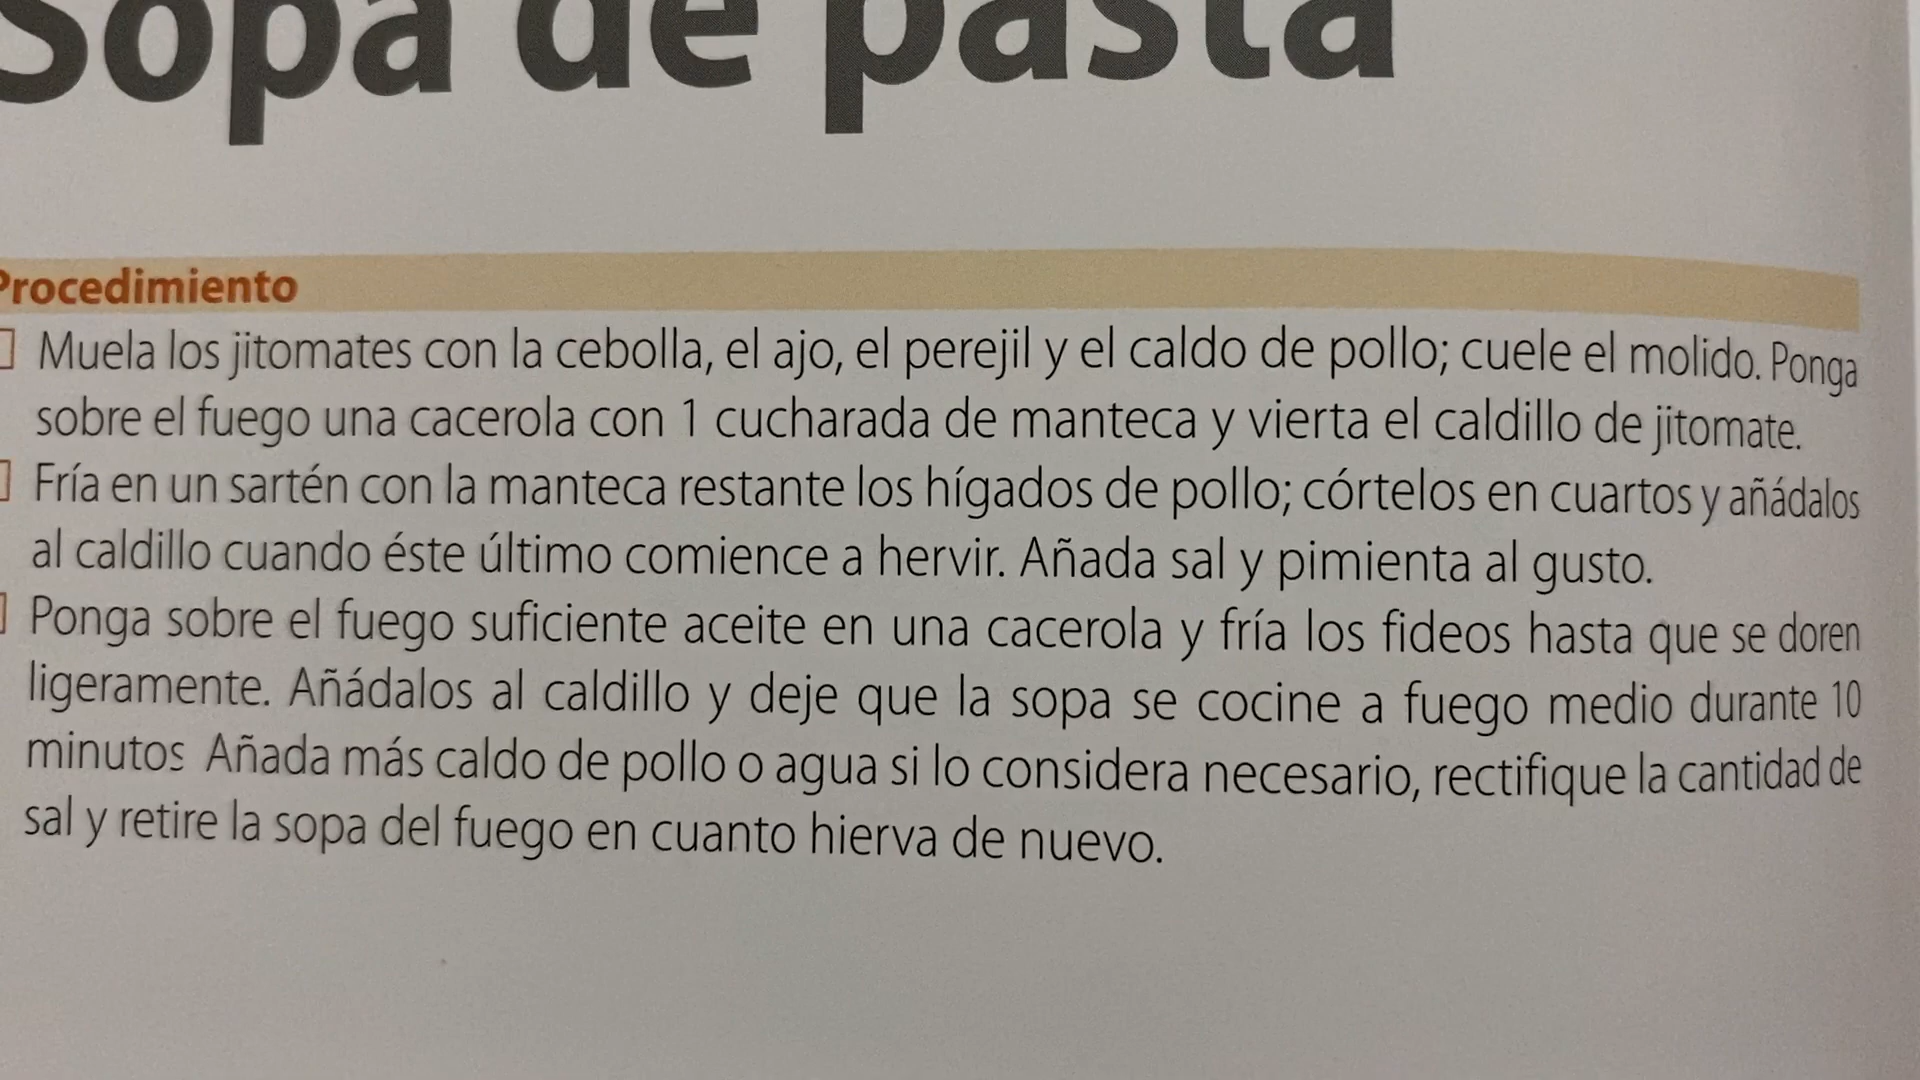 Sopa de pasta
Procedimiento
Muela los jitomates con la cebolla, el ajo, el perejil y el caldo de pollo; cuele el molido. Ponga
sobre el fuego una cacerola con 1 cucharada de manteca y vierta el caldillo de jitomate.
Fría en un sartén con la manteca restante los hígados de pollo; córtelos en cuartos y añádalos
al caldillo cuando éste último comience a hervir. Añada sal y pimienta al gusto.
Ponga sobre el fuego suficiente aceite en una cacerola y fría los fideos hasta que se doren
ligeramente. Añádalos al caldillo y deje que la sopa se cocine a fuego medio durante 10
minutos Añada más caldo de pollo o agua si lo considera necesario, rectifique la cantidad de
sal y retire la sopa del fuego en cuanto hierva de nuevo.